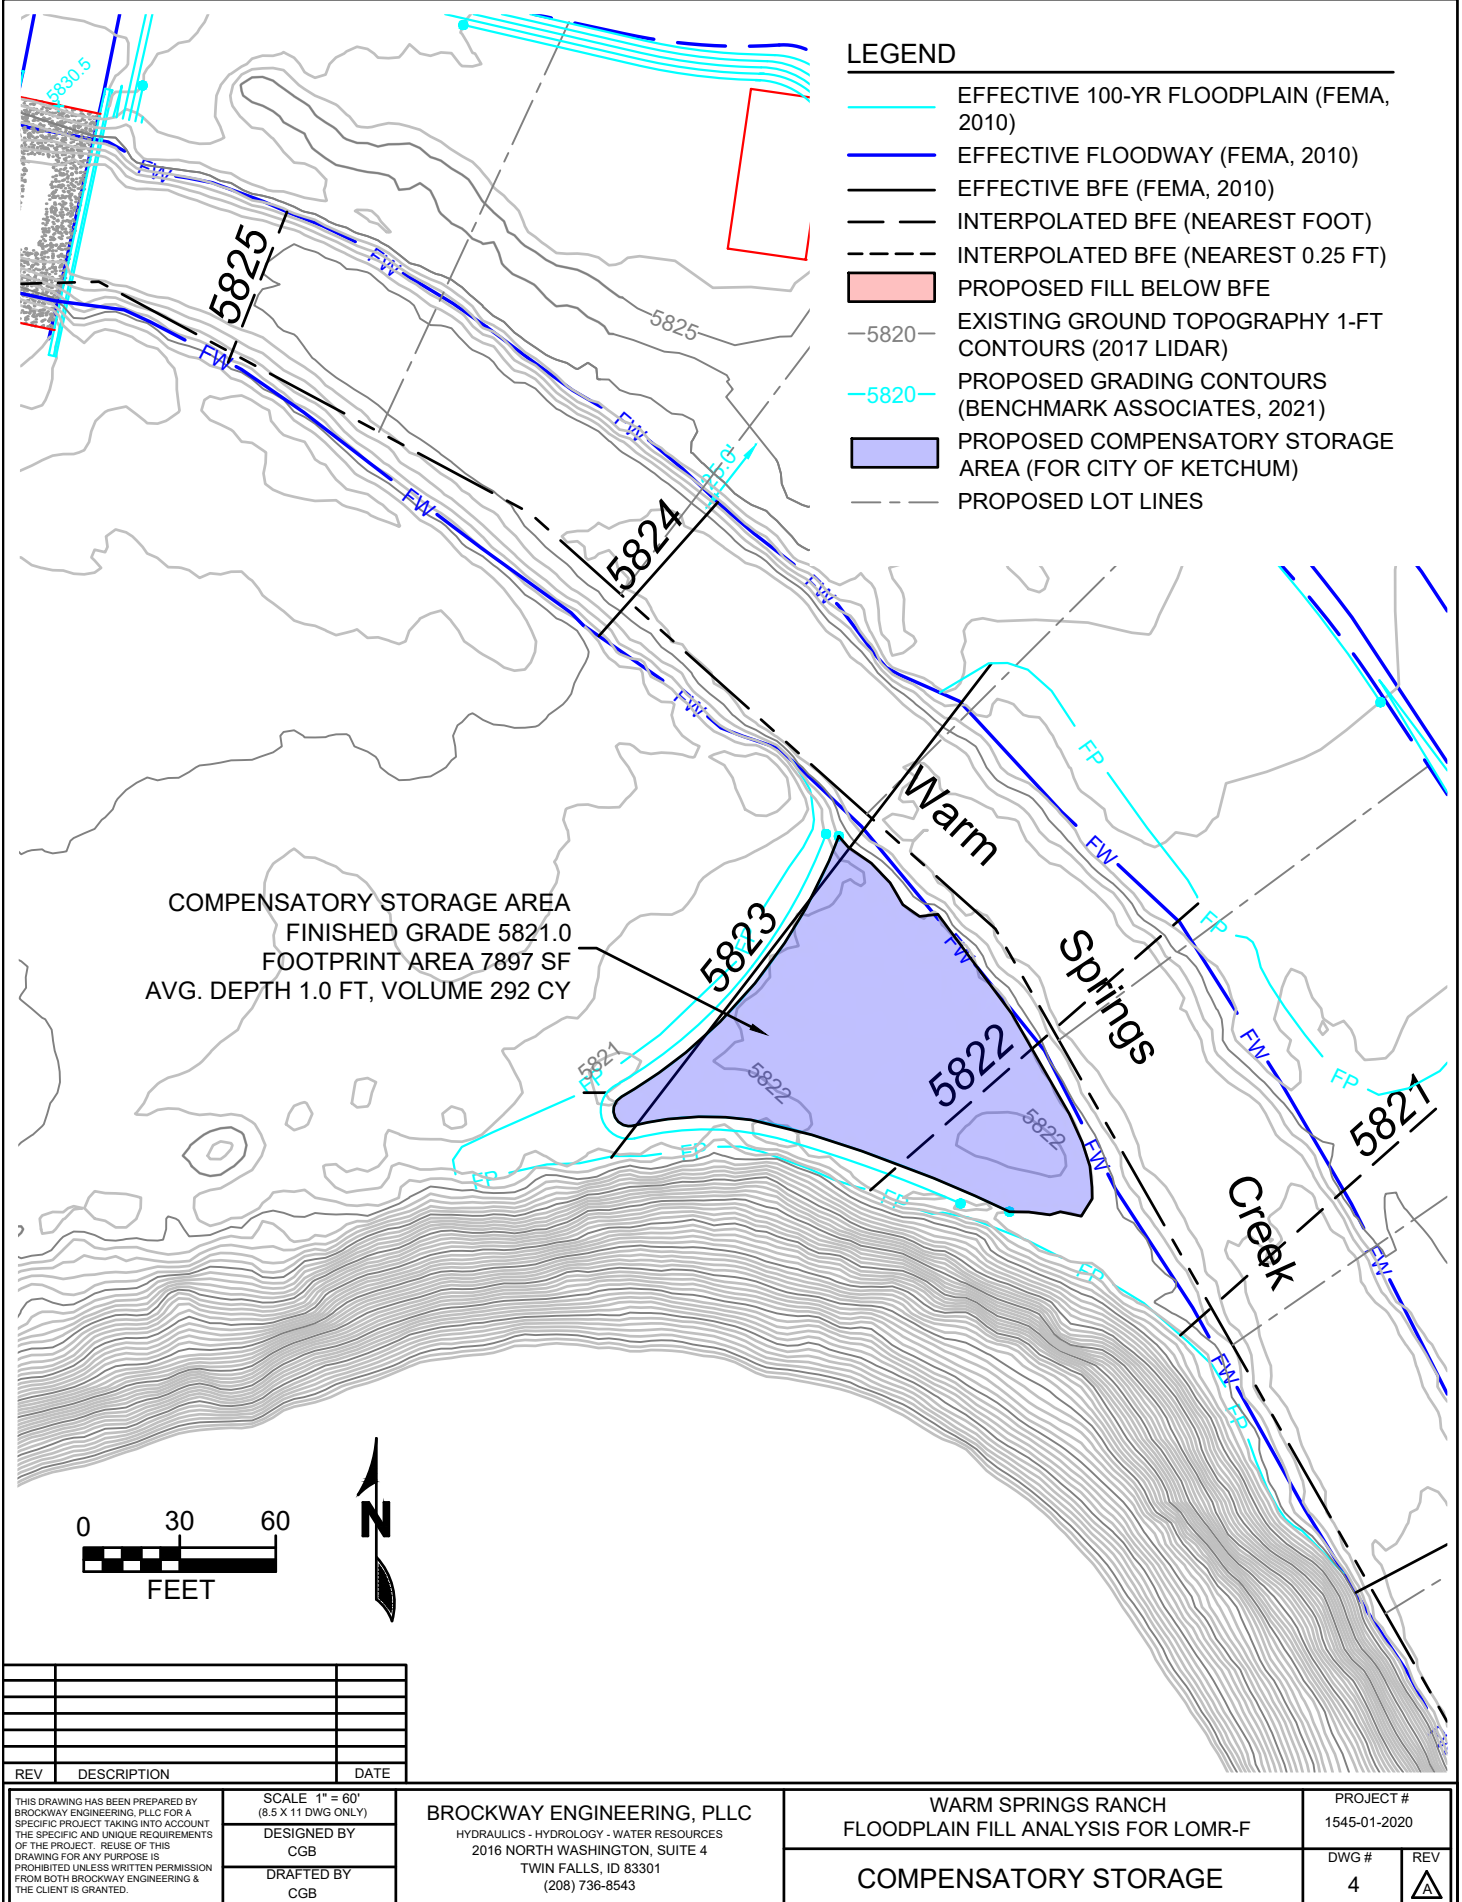 LEGEND
EFFECTIVE 100-YR FLOODPLAIN (FEMA,
2010)
EFFECTIVE FLOODWAY (FEMA, 2010)
EFFECTIVE BFE (FEMA, 2010)
INTERPOLATED BFE (NEAREST FOOT)
INTERPOLATED BFE (NEAREST 0.25 FT)
PROPOSED FILL BELOW BFE
5820
EXISTING GROUND TOPOGRAPHY 1-FT
CONTOURS (2017 LIDAR)
5820
PROPOSED GRADING CONTOURS
(BENCHMARK ASSOCIATES, 2021)
PROPOSED COMPENSATORY STORAGE
AREA (FOR CITY OF KETCHUM)
PROPOSED LOT LINES
5830.5
FW
5825
FW
FW
5825
FW
25.0'
FW
5824
FW
FW
FP
Warm
FW
FP
COMPENSATORY STORAGE AREA
FINISHED GRADE 5821.0
FOOTPRINT AREA 7897 SF
AVG. DEPTH 1.0 FT, VOLUME 292 CY
5823
FP
FW
Springs
FW
5821
FP
5822
5822
FP
5822
5821
FW
FP
FP
FP
Creek
FW
FP
FW
FP
0 30 60
FEET
N
REV DESCRIPTION DATE
THIS DRAWING HAS BEEN PREPARED BY
BROCKWAY ENGINEERING, PLLC FOR A
SPECIFIC PROJECT TAKING INTO ACCOUNT
THE SPECIFIC AND UNIQUE REQUIREMENTS
OF THE PROJECT. REUSE OF THIS
DRAWING FOR ANY PURPOSE IS
PROHIBITED UNLESS WRITTEN PERMISSION
FROM BOTH BROCKWAY ENGINEERING &
THE CLIENT IS GRANTED.
SCALE 1" = 60'
(8.5 X 11 DWG ONLY)
DESIGNED BY
CGB
DRAFTED BY
CGB
BROCKWAY ENGINEERING, PLLC
HYDRAULICS - HYDROLOGY - WATER RESOURCES
2016 NORTH WASHINGTON, SUITE 4
TWIN FALLS, ID 83301
(208) 736-8543
WARM SPRINGS RANCH
FLOODPLAIN FILL ANALYSIS FOR LOMR-F
COMPENSATORY STORAGE
PROJECT #
1545-01-2020
DWG #
4
REV
A